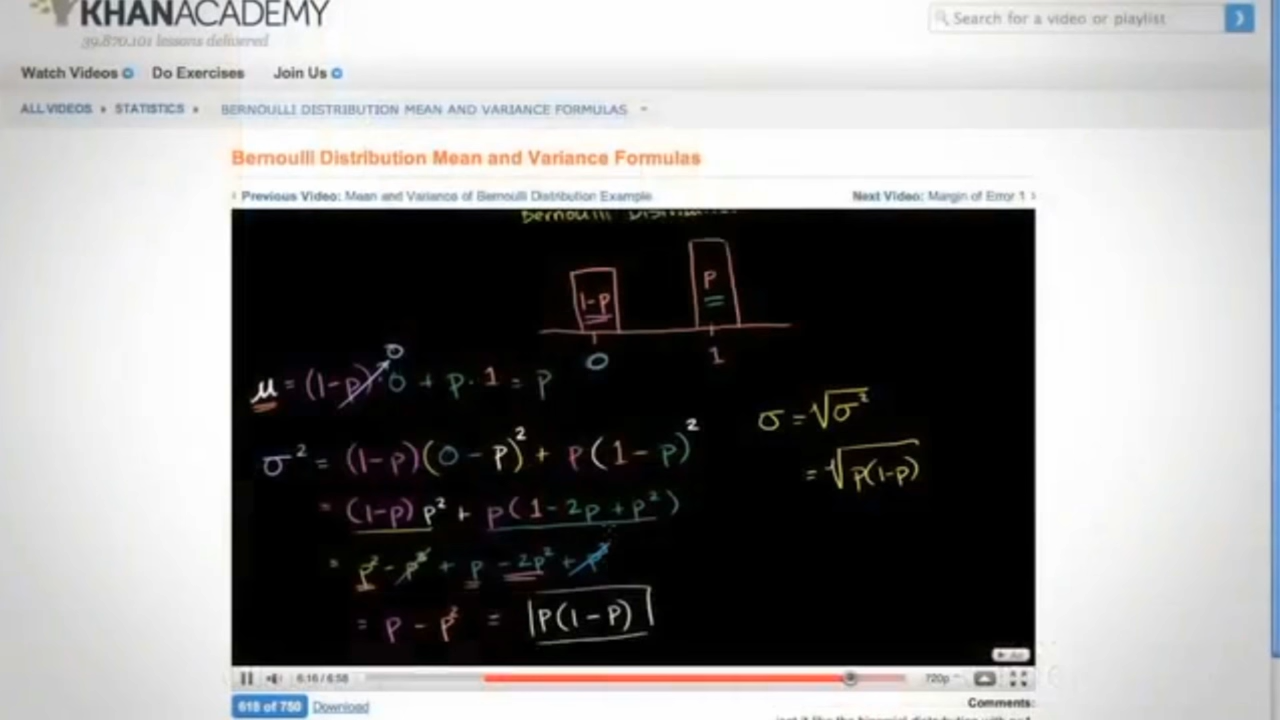 KHANACADEMY
39,870,101 lessons delivered
Search for a video or playlist
Watch Videos Do Exercises Join Us
ALL VIDEOS STATISTICS BERNOULLI DISTRIBUTION MEAN AND VARIANCE FORMULAS
Bernoulli Distribution Mean and Variance Formulas
Previous Video: Mean and Variance of Bernoulli Distribution Example
Next Video: Margin of Error 1
Bernoulli
1-p
p
0 1
0
μ = (1-p)·0 + p·1 = p
σ = √σ²
σ² = (1-p)(0-p)² + p(1-p)²
= √p(1-p)
= (1-p)p² + p(1-2p+p²)
= p² - p³ + p - 2p² + p³
= p - p² = p(1-p)
6:16 / 6:58
720p
618 of 750 Download
Comments: